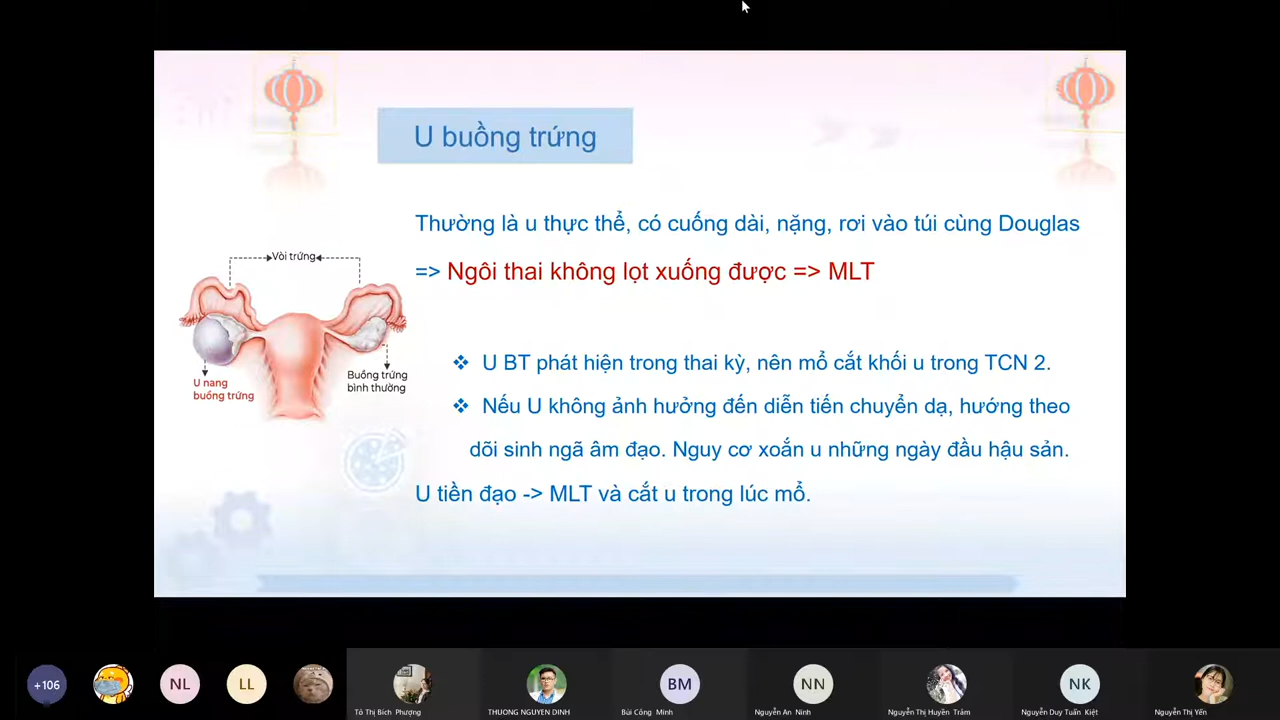 U buồng trứng
Thường là u thực thể, có cuống dài, nặng, rơi vào túi cùng Douglas
=> Ngôi thai không lọt xuống được => MLT
Vòi trứng
U nang
buồng trứng
Buồng trứng
bình thường
❖ U BT phát hiện trong thai kỳ, nên mổ cắt khối u trong TCN 2.
❖ Nếu U không ảnh hưởng đến diễn tiến chuyển dạ, hướng theo
dõi sinh ngã âm đạo. Nguy cơ xoắn u những ngày đầu hậu sản.
U tiền đạo -> MLT và cắt u trong lúc mổ.
+106
NL
LL
BM
NN
NK
Tô Thị Bích Phượng
THUONG NGUYEN DINH
Bùi Công Minh
Nguyễn An Ninh
Nguyễn Thị Huyền Trâm
Nguyễn Duy Tuấn Kiệt
Nguyễn Thị Yến